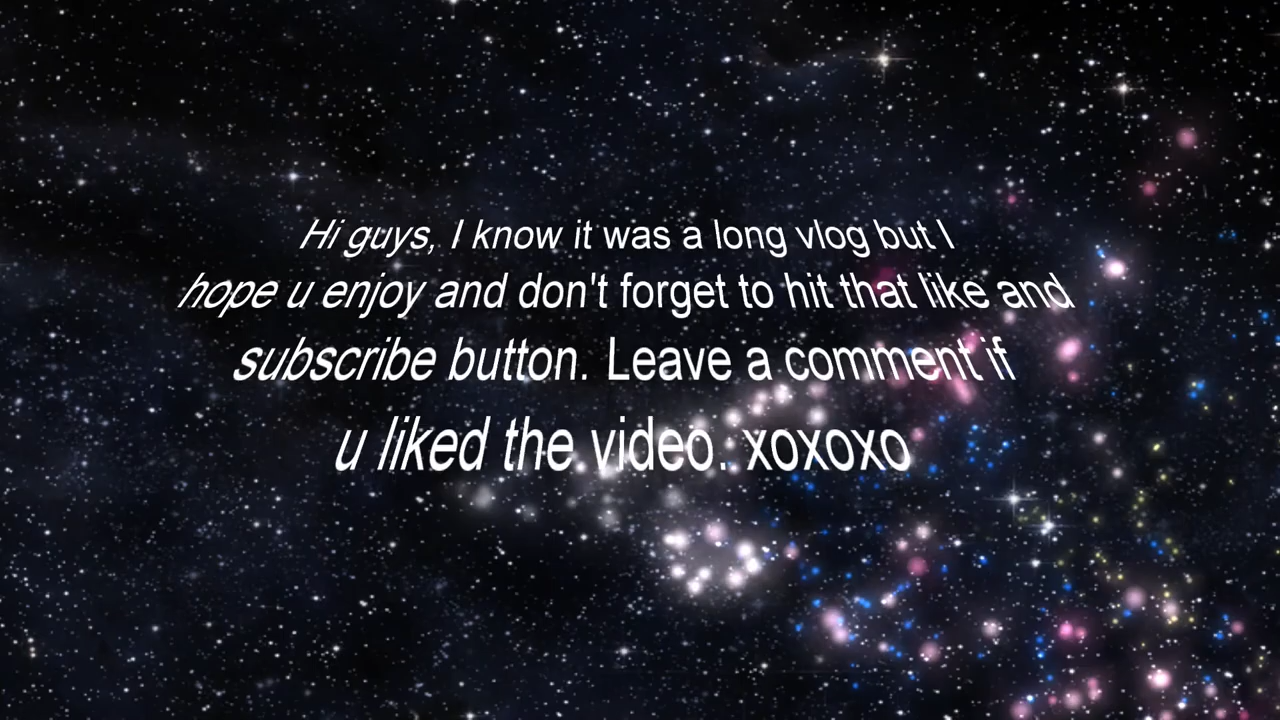 Hi guys, I know it was a long vlog but I
hope u enjoy and don't forget to hit that like and
subscribe button. Leave a comment if
u liked the video. xoxoxo